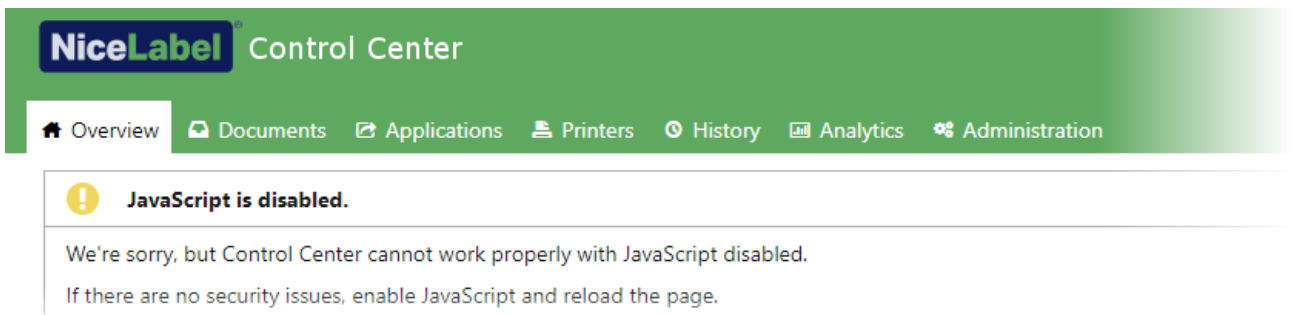 NiceLabel® Control Center
Overview Documents Applications Printers History Analytics Administration
JavaScript is disabled.
We're sorry, but Control Center cannot work properly with JavaScript disabled.
If there are no security issues, enable JavaScript and reload the page.